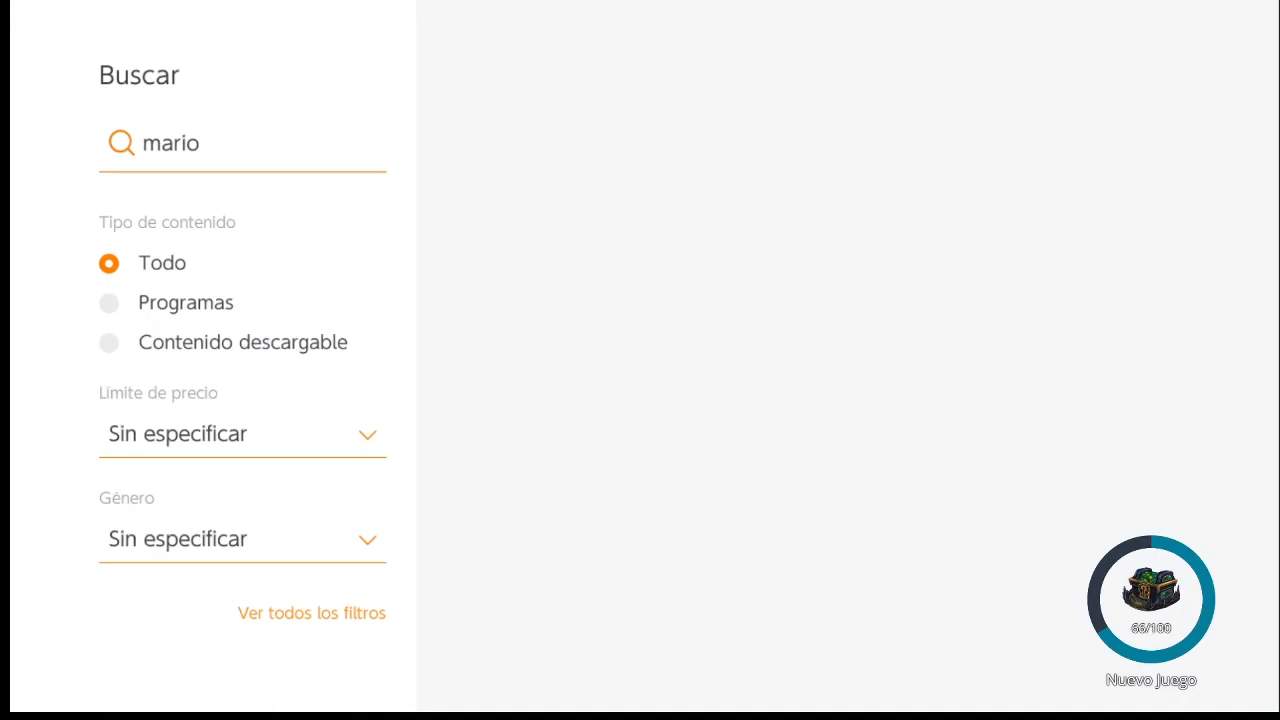 Buscar
mario
Tipo de contenido
Todo
Programas
Contenido descargable
Límite de precio
Sin especificar
Género
Sin especificar
Ver todos los filtros
66/100
Nuevo Juego